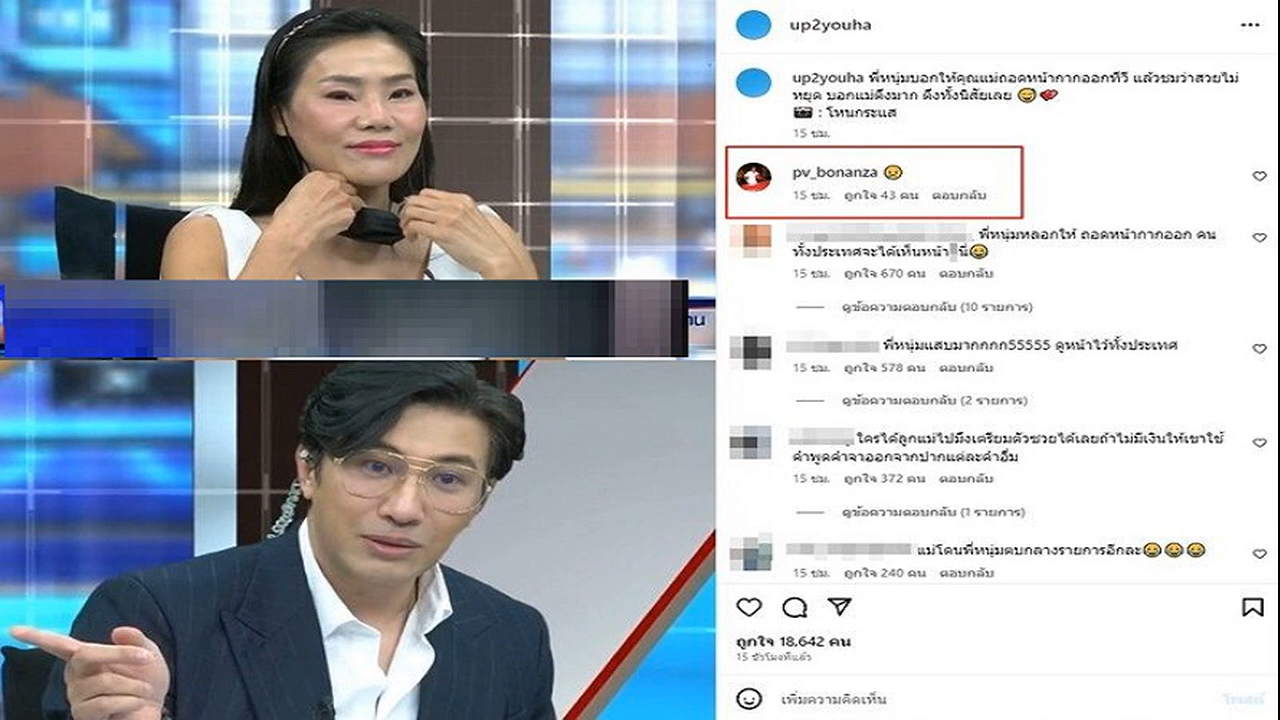 up2youha
up2youha พี่หนุ่มบอกให้คุณแม่ถอดหน้ากากออกทีวี แล้วชมว่าสวยไม่
หยุด บอกแม่ดึงมาก ดึงทั้งนิสัยเลย 😄💖
📷 : โหนกระแส
15 ชม.
pv_bonanza 😣
15 ชม. ถูกใจ 43 คน ตอบกลับ
พี่หนุ่มหลอกให้ ถอดหน้ากากออก คน
ทั้งประเทศจะได้เห็นหน้า นี่😂
15 ชม. ถูกใจ 670 คน ตอบกลับ
ดูข้อความตอบกลับ (10 รายการ)
พี่หนุ่มแสบมากกกก55555 ดูหน้าไว้ทั้งประเทศ
15 ชม. ถูกใจ 578 คน ตอบกลับ
ดูข้อความตอบกลับ (2 รายการ)
ใครได้ลูกแม่ไปมึงเตรียมตัวซวยได้เลยถ้าไม่มีเงินให้เขาใช้
คำพูดคำจาออกจากปากแต่ละคำอื้ม
15 ชม. ถูกใจ 372 คน ตอบกลับ
ดูข้อความตอบกลับ (1 รายการ)
แม่โดนพี่หนุ่มตบกลางรายการอีกละ😂😂😂
15 ชม. ถูกใจ 240 คน ตอบกลับ
ถูกใจ 18,642 คน
15 ชั่วโมงที่แล้ว
เพิ่มความคิดเห็น
โพสต์